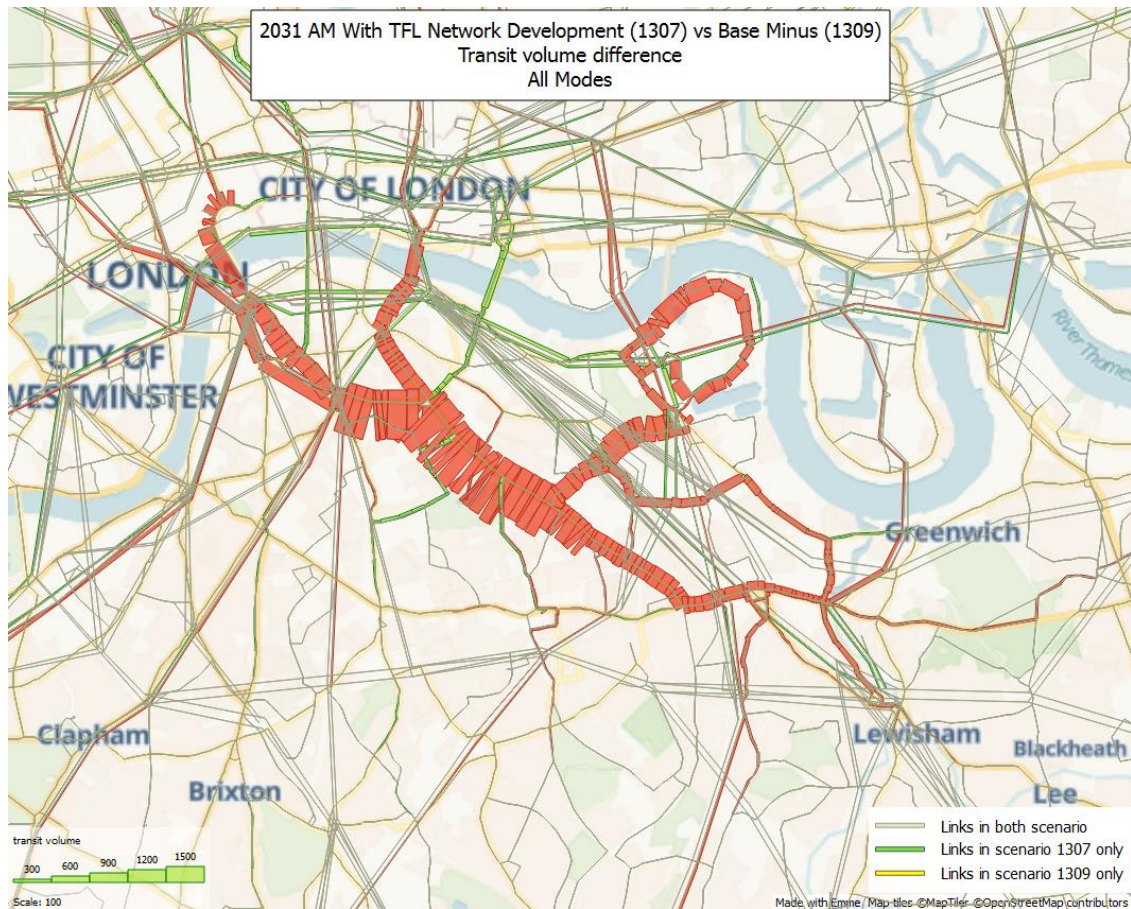 2031 AM With TFL Network Development (1307) vs Base Minus (1309)
Transit volume difference
All Modes
CITY OF LONDON
LONDON
CITY OF
WESTMINSTER
River Thames
Greenwich
Clapham
Lewisham
Blackheath
Brixton
Lee
transit volume
300 600 900 1200 1500
Scale: 100
Links in both scenario
Links in scenario 1307 only
Links in scenario 1309 only
Made with Emme, Map tiles ©MapTiler ©OpenStreetMap contributors